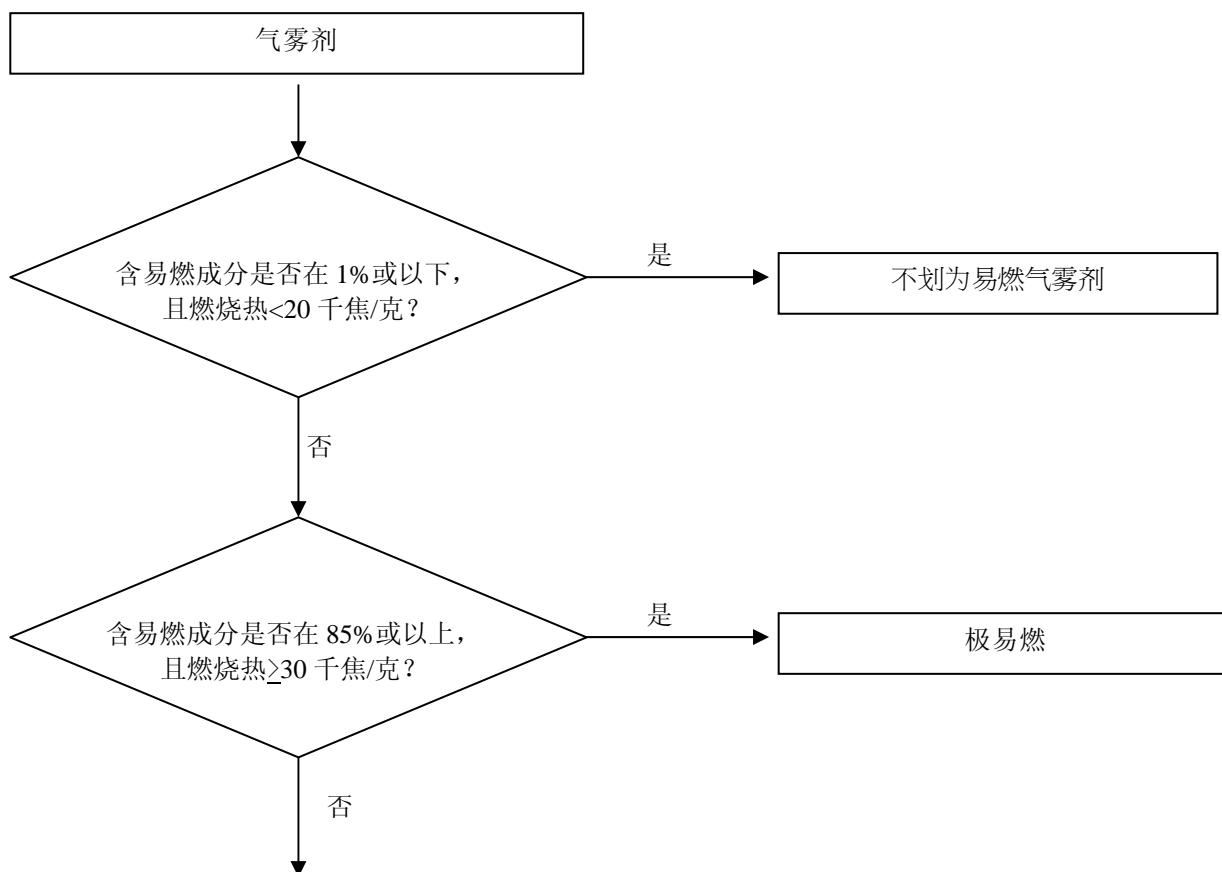 气雾剂
含易燃成分是否在 1%或以下，
且燃烧热<20 千焦/克？
是
不划为易燃气雾剂
否
含易燃成分是否在 85%或以上，
且燃烧热≥30 千焦/克？
是
极易燃
否